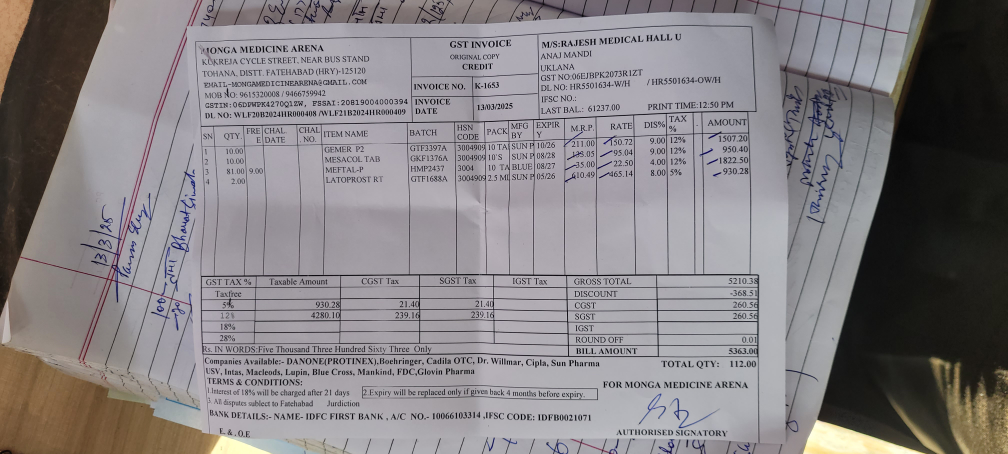 MONGA MEDICINE ARENA
KUKREJA CYCLE STREET, NEAR BUS STAND
TOHANA, DISTT. FATEHABAD (HRY)-125120
EMAIL-MONGAMEDICINEARENA@GMAIL.COM
MOB No: 9615320008 / 9466759942
GSTIN:06DPWPK4270Q1ZW, FSSAI:20819004000394
DL NO: WLF20B2024HR000408 /WLF21B2024HR000409
GST INVOICE
ORIGINAL COPY
CREDIT
INVOICE NO. K-1653
INVOICE DATE 13/03/2025
M/S:RAJESH MEDICAL HALL U
ANAJ MANDI
UKLANA
GST NO:06EJBPK2073R1ZT
DL NO: HR5501634-W/H / HR5501634-OW/H
IFSC NO.:
LAST BAL.: 61237.00 PRINT TIME:12:50 PM
SN QTY. FREE CHAL DATE CHAL NO. ITEM NAME BATCH HSN CODE PACK MFG BY EXPIRY M.R.P RATE DIS% TAX % AMOUNT
1 10.00 GEMER P2 GTF3397A 3004909 10 TA SUN P 10/26 211.00 150.72 9.00 12% 1507.20
2 10.00 MESACOL TAB GKF1376A 3004909 10'S SUN P 08/28 95.04 9.00 12% 950.40
3 81.00 9.00 MEFTAL-P HMP2437 3004 10 TA BLUE 08/27 35.00 22.50 4.00 12% 1822.50
4 2.00 LATOPROST RT GTF1688A 3004909 2.5 ML SUN P 05/26 610.49 465.14 8.00 5% 930.28
GST TAX % Taxable Amount CGST Tax SGST Tax IGST Tax
Taxfree
5% 930.28 21.40 21.40
12% 4280.10 239.16 239.16
18%
28%
GROSS TOTAL 5210.38
DISCOUNT -368.51
CGST 260.56
SGST 260.56
IGST
ROUND OFF 0.01
BILL AMOUNT 5363.00
Rs. IN WORDS:Five Thousand Three Hundred Sixty Three Only
Companies Available:- DANONE(PROTINEX),Boehringer, Cadila OTC, Dr. Willmar, Cipla, Sun Pharma
USV, Intas, Macleods, Lupin, Blue Cross, Mankind, FDC,Glovin Pharma
TOTAL QTY: 112.00
TERMS & CONDITIONS:
1.Interest of 18% will be charged after 21 days 2.Expiry will be replaced only if gives back 4 months before expiry.
3. All disputes subject to Fatehabad Jurdiction
FOR MONGA MEDICINE ARENA
BANK DETAILS:- NAME- IDFC FIRST BANK , A/C NO.- 10066103314 ,IFSC CODE: IDFB0021071
E. & .O.E
AUTHORISED SIGNATORY
13/3/25